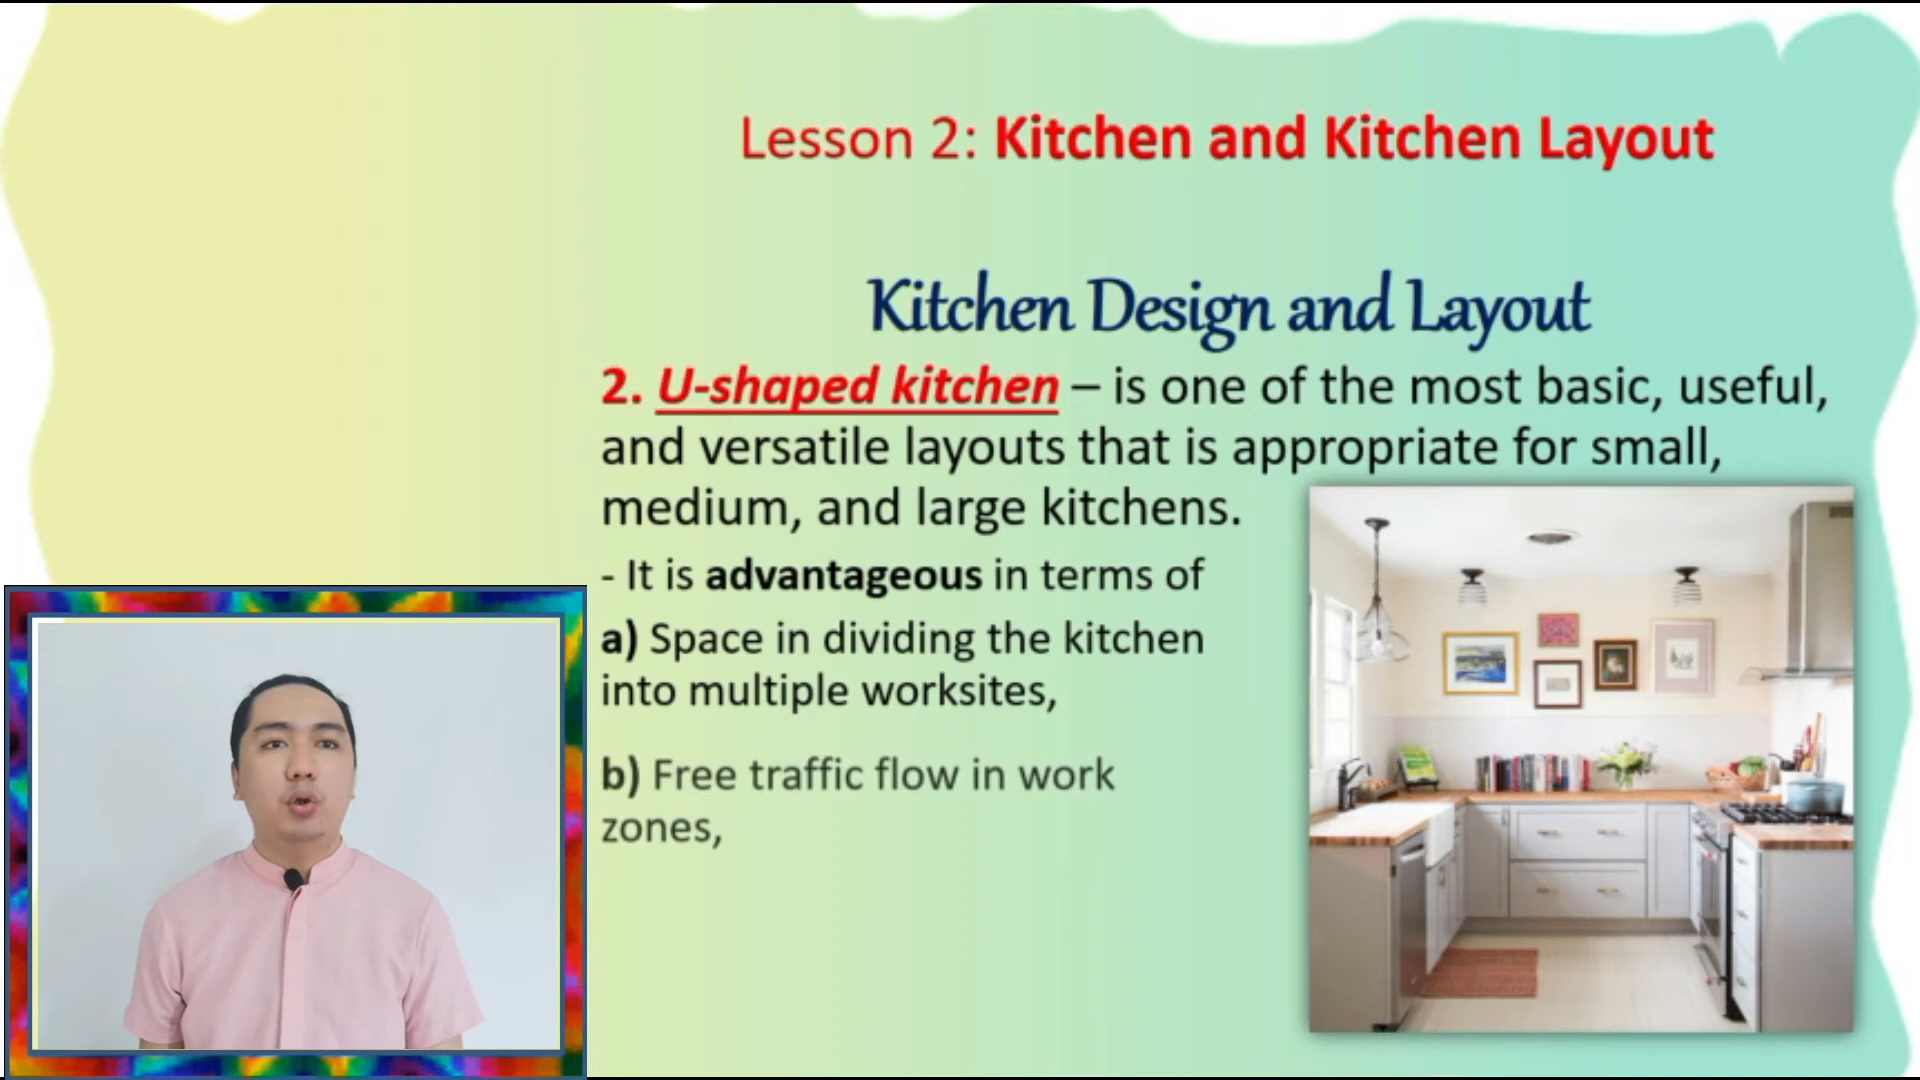 Lesson 2: Kitchen and Kitchen Layout
Kitchen Design and Layout
2. U-shaped kitchen – is one of the most basic, useful,
and versatile layouts that is appropriate for small,
medium, and large kitchens.
- It is advantageous in terms of
a) Space in dividing the kitchen
into multiple worksites,
b) Free traffic flow in work
zones,